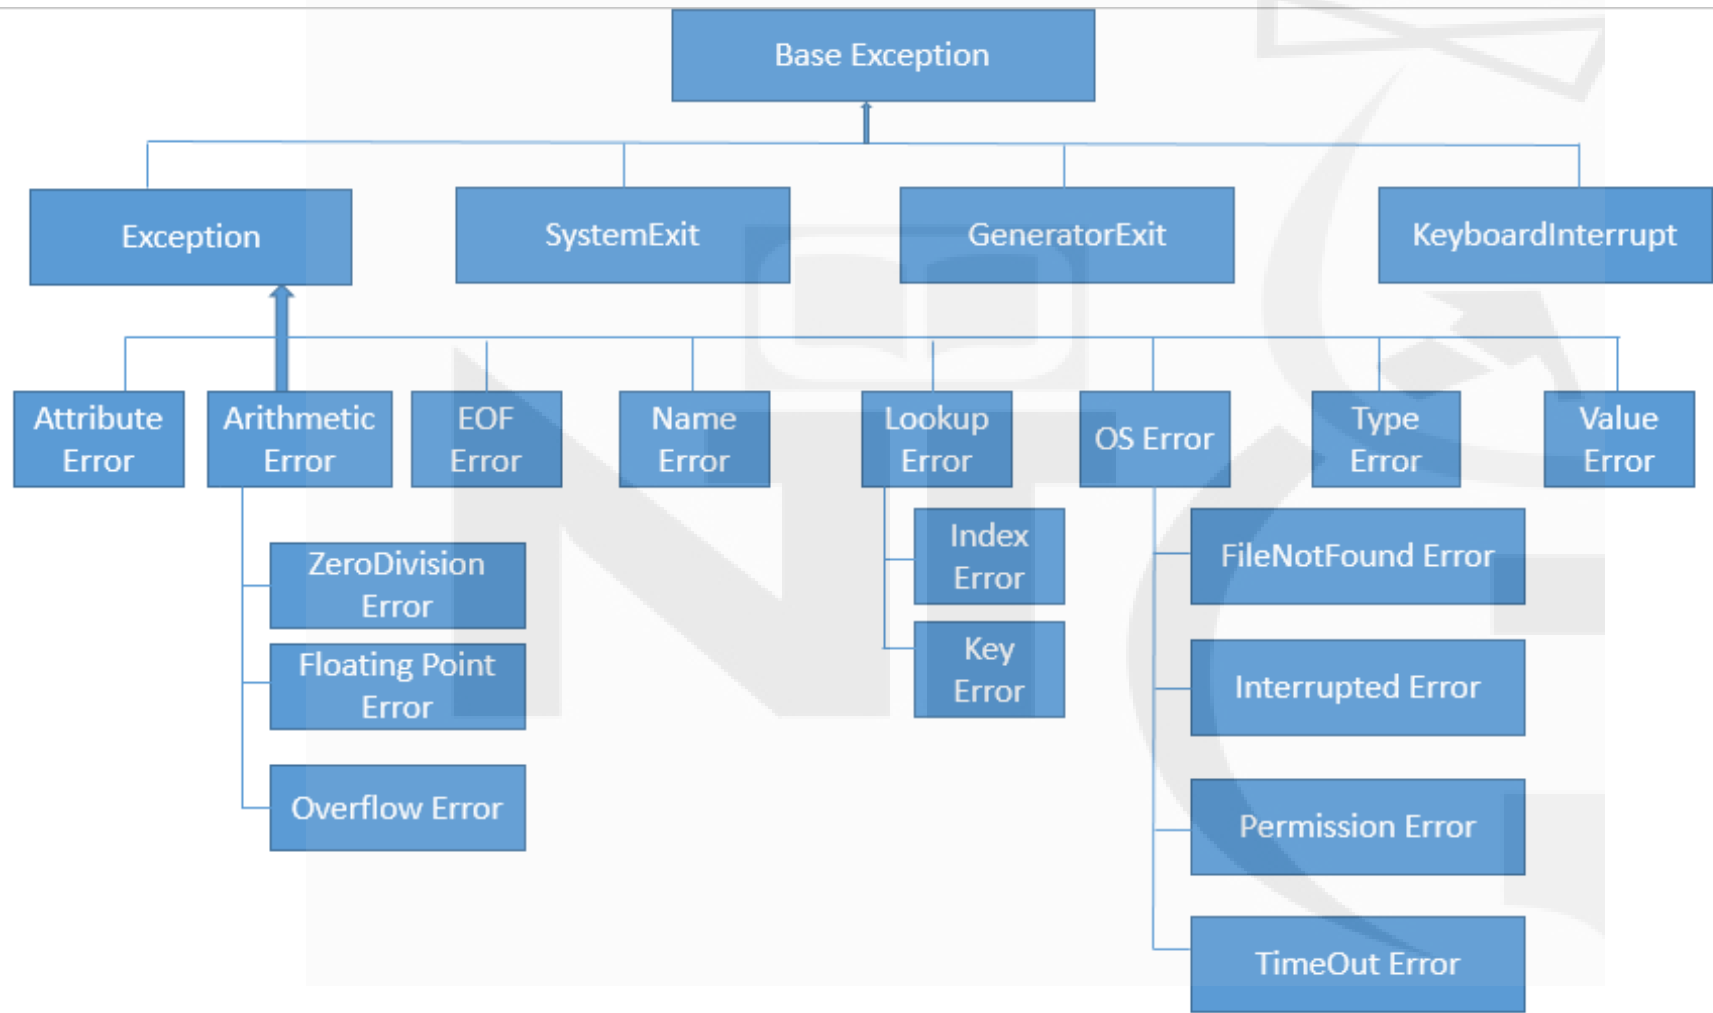 Base Exception
Exception
SystemExit
GeneratorExit
KeyboardInterrupt
Attribute
Error
Arithmetic
Error
EOF
Error
Name
Error
Lookup
Error
OS Error
Type
Error
Value
Error
ZeroDivision
Error
Floating Point
Error
Overflow Error
Index
Error
Key
Error
FileNotFound Error
Interrupted Error
Permission Error
TimeOut Error